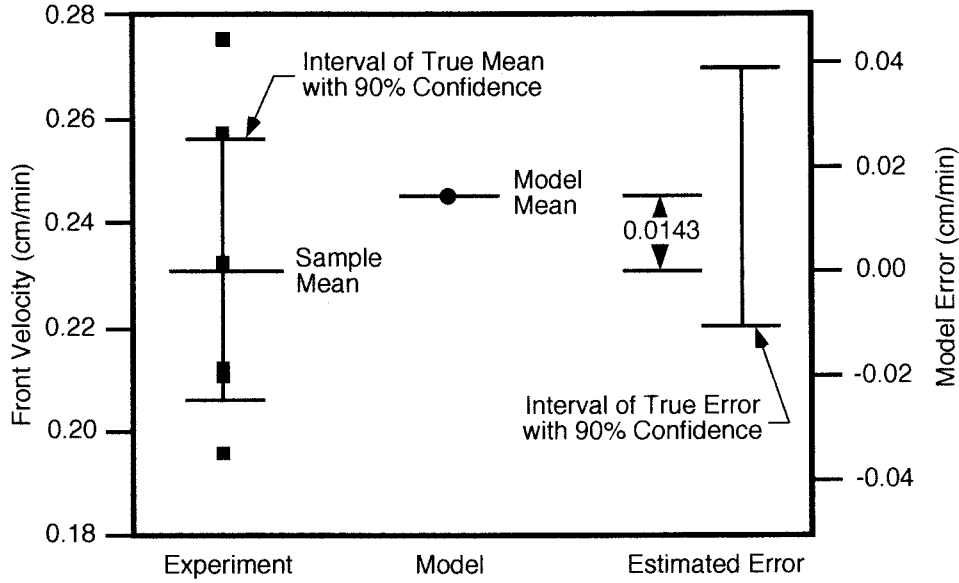 0.28
0.26
0.24
0.22
0.20
0.18
Front Velocity (cm/min)
Interval of True Mean
with 90% Confidence
Sample
Mean
Model
Mean
0.0143
Interval of True Error
with 90% Confidence
0.04
0.02
0.00
-0.02
-0.04
Model Error (cm/min)
Experiment
Model
Estimated Error